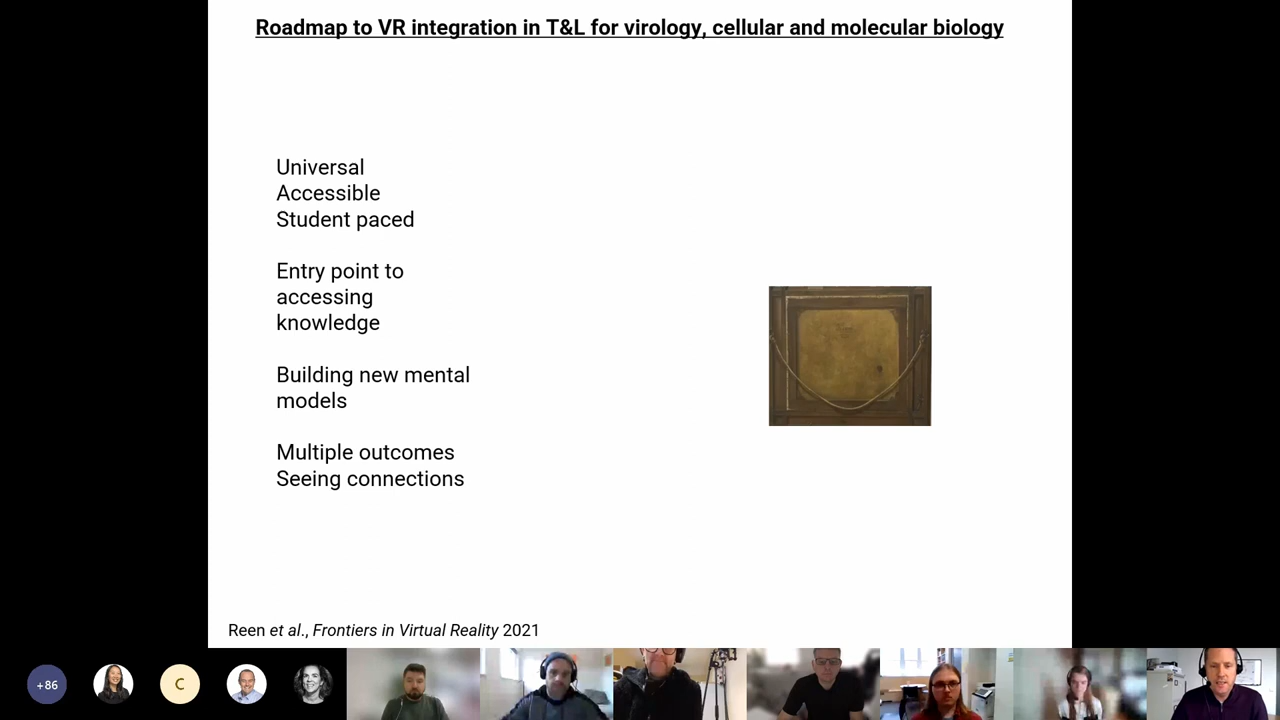 Roadmap to VR integration in T&L for virology, cellular and molecular biology
Universal
Accessible
Student paced
Entry point to
accessing
knowledge
Building new mental
models
Multiple outcomes
Seeing connections
Reen et al., Frontiers in Virtual Reality 2021
+86
C